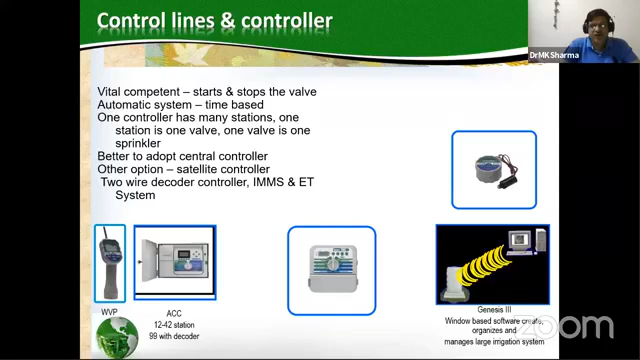 Control lines & controller
DrMK Sharma
Vital competent – starts & stops the valve
Automatic system – time based
One controller has many stations, one
station is one valve, one valve is one
sprinkler
Better to adopt central controller
Other option – satellite controller
Two wire decoder controller, IMMS & ET
System
WVP
ACC
12-42 station
99 with decoder
Genesis III
Window based software create,
organizes and
manages large irrigation system
zoom